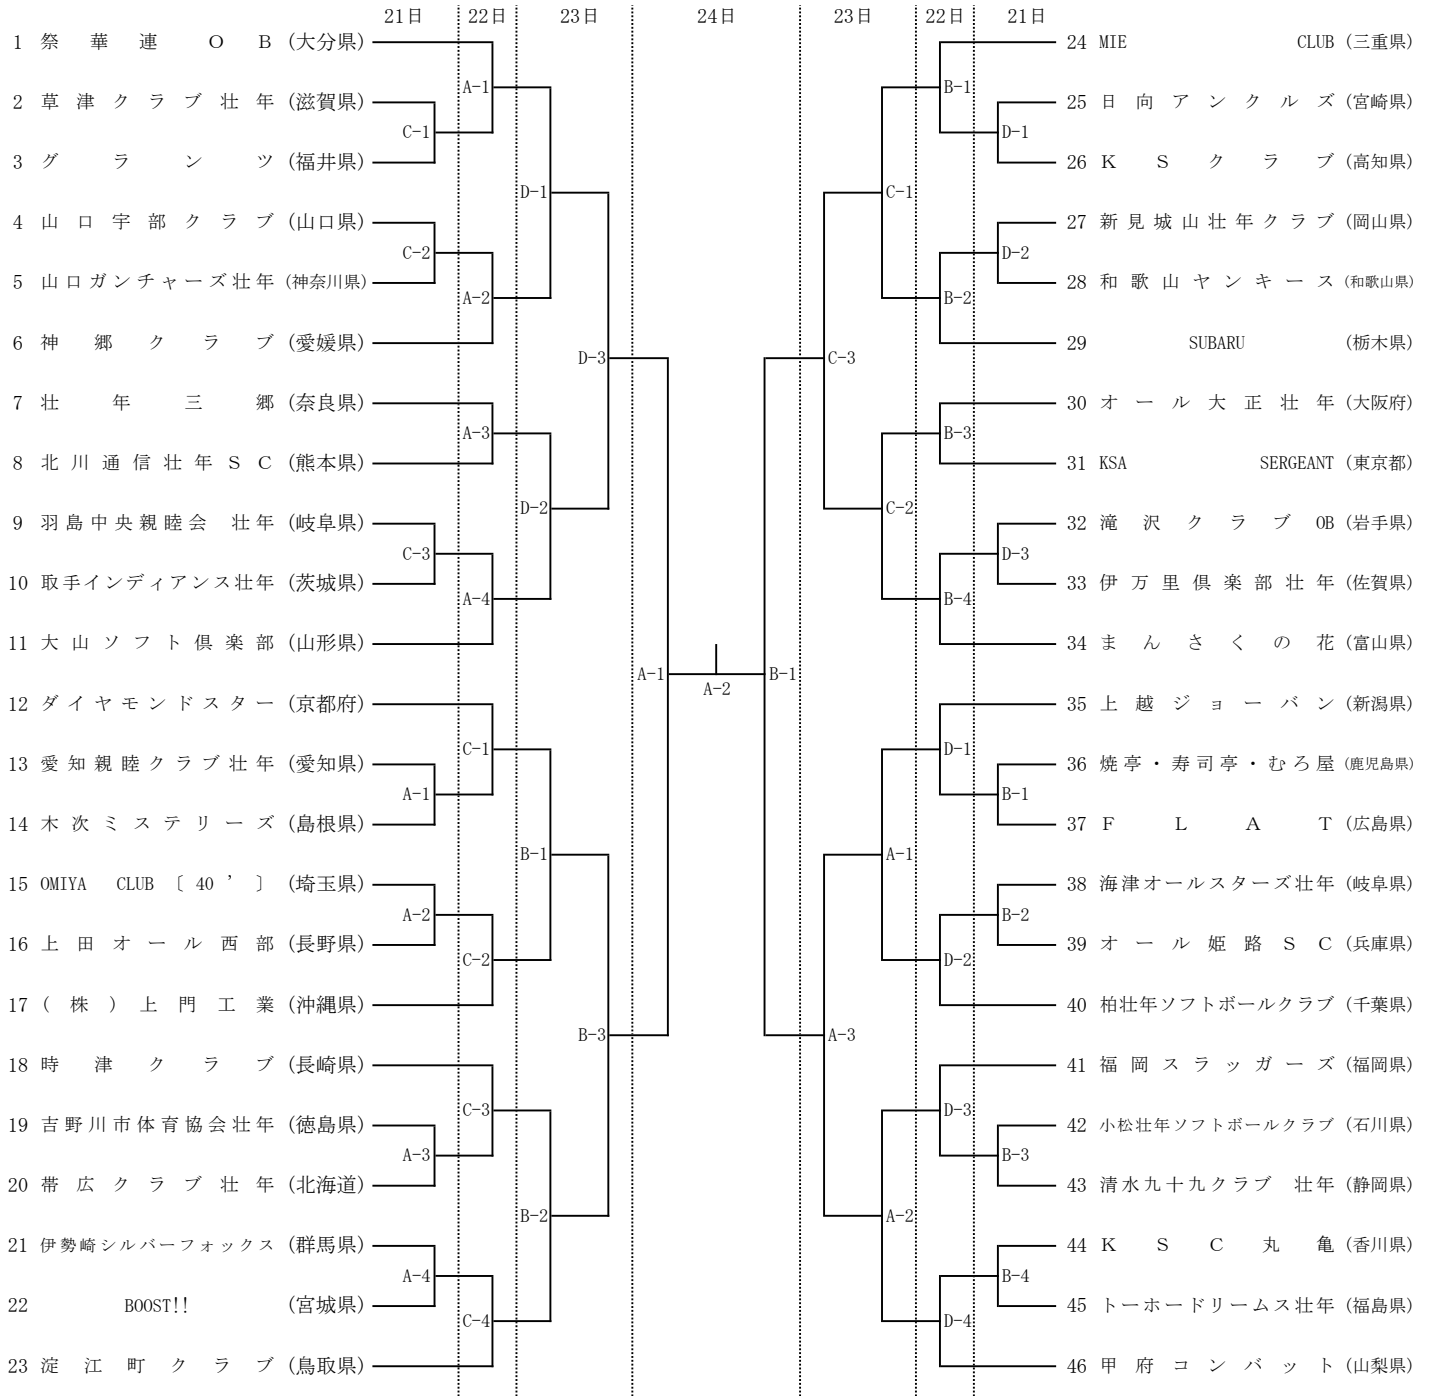 21日 22日 23日 24日 23日 22日 21日
1 祭華連OB (大分県)
2 草津クラブ壮年 (滋賀県)
3 グランツ (福井県)
4 山口宇部クラブ (山口県)
5 山口ガンチャーズ壮年 (神奈川県)
6 神郷クラブ (愛媛県)
7 壮年三郷 (奈良県)
8 北川通信壮年SC (熊本県)
9 羽島中央親睦会 壮年 (岐阜県)
10 取手インディアンス壮年 (茨城県)
11 大山ソフト倶楽部 (山形県)
12 ダイヤモンドスター (京都府)
13 愛知親睦クラブ壮年 (愛知県)
14 木次ミステリーズ (島根県)
15 OMIYA CLUB 〔40’〕 (埼玉県)
16 上田オール西部 (長野県)
17 (株)上門工業 (沖縄県)
18 時津クラブ (長崎県)
19 吉野川市体育協会壮年 (徳島県)
20 帯広クラブ壮年 (北海道)
21 伊勢崎シルバーフォックス (群馬県)
22 BOOST!! (宮城県)
23 淀江町クラブ (鳥取県)
C-1
C-2
C-3
A-1
A-2
A-3
A-4
A-1
A-2
A-3
A-4
C-1
C-2
C-3
C-4
D-1
D-2
B-1
B-2
D-3
B-3
A-1
A-2
B-1
C-3
A-3
C-1
C-2
A-1
A-2
B-1
B-2
B-3
B-4
D-1
D-2
D-3
D-4
D-1
D-2
D-3
B-1
B-2
B-3
B-4
24 MIE CLUB (三重県)
25 日向アンクルズ (宮崎県)
26 KSクラブ (高知県)
27 新見城山壮年クラブ (岡山県)
28 和歌山ヤンキース (和歌山県)
29 SUBARU (栃木県)
30 オール大正壮年 (大阪府)
31 KSA SERGEANT (東京都)
32 滝沢クラブOB (岩手県)
33 伊万里倶楽部壮年 (佐賀県)
34 まんさくの花 (富山県)
35 上越ジョーバン (新潟県)
36 焼亭・寿司亭・むろ屋 (鹿児島県)
37 FLAT (広島県)
38 海津オールスターズ壮年 (岐阜県)
39 オール姫路SC (兵庫県)
40 柏壮年ソフトボールクラブ (千葉県)
41 福岡スラッガーズ (福岡県)
42 小松壮年ソフトボールクラブ (石川県)
43 清水九十九クラブ 壮年 (静岡県)
44 KSC丸亀 (香川県)
45 トーホードリームス壮年 (福島県)
46 甲府コンバット (山梨県)